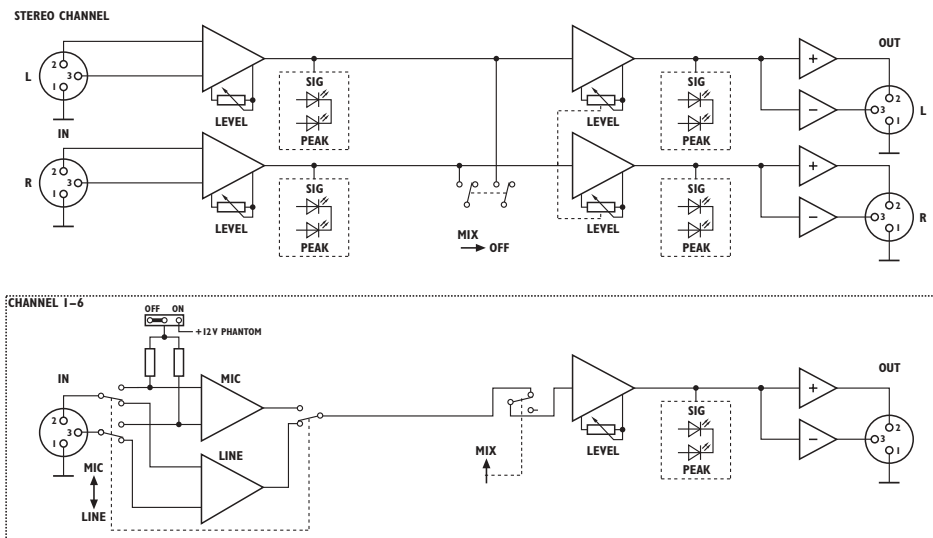 STEREO CHANNEL
OUT
L 2 3 1
SIG
SIG
+
− 2 3 1 L
LEVEL
PEAK
LEVEL
PEAK
IN
R 2 3 1
SIG
SIG
+
− 2 3 1 R
LEVEL
PEAK
LEVEL
PEAK
MIX
OFF
CHANNEL 1–6
OFF ON
+12V PHANTOM
IN
MIC
OUT
2 3 1
SIG
+
− 2 3 1
LINE
MIX
LEVEL
PEAK
MIC
LINE